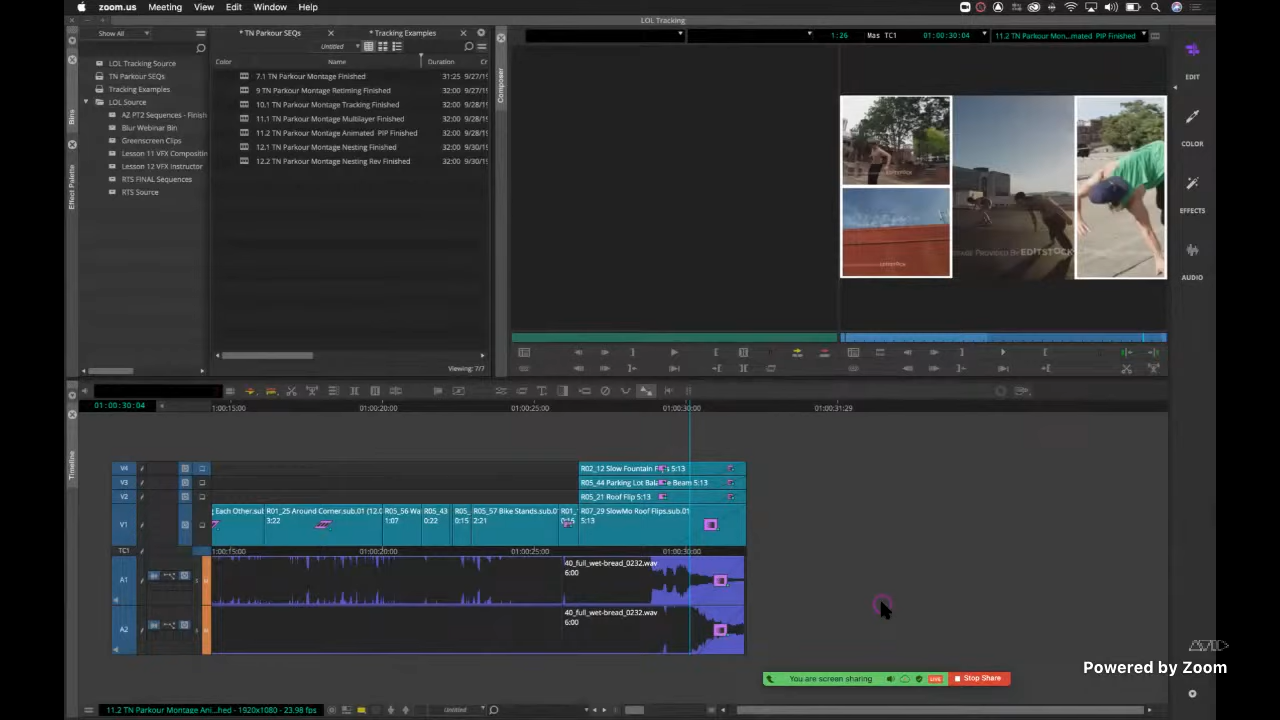 zoom.us Meeting View Edit Window Help
LOL Tracking
Show All
TN Parkour SEQs
Tracking Examples
Untitled
Color Name Duration Cr
LOL Tracking Source
TN Parkour SEQs
Tracking Examples
LOL Source
AZ PT2 Sequences - Finish
Blur Webinar Bin
Greenscreen Clips
Lesson 11 VFX Compositin
Lesson 12 VFX Instructor
RTS FINAL Sequences
RTS Source
7.1 TN Parkour Montage Finished 31:25 9/27/1
9 TN Parkour Montage Retiming Finished 32:00 9/27/1
10.1 TN Parkour Montage Tracking Finished 32:00 9/28/1
11.1 TN Parkour Montage Multilayer Finished 32:00 9/28/1
11.2 TN Parkour Montage Animated PIP Finished 32:00 9/28/1
12.1 TN Parkour Montage Nesting Finished 32:00 9/30/1
12.2 TN Parkour Montage Nesting Rev Finished 32:00 9/30/1
Viewing: 7/7
Bins
Effect Palette
Composer
1:26 Mas TC1 01:00:30:04 11.2 TN Parkour Mon...mated PIP Finished
PROVIDED BY EDITSTOCK
EDIT
COLOR
EFFECTS
AUDIO
Timeline
01:00:30:04
1:00:15:00 01:00:20:00 01:00:25:00 01:00:30:00 01:00:31:29
V4 R02_12 Slow Fountain 5:13
V3 R05_44 Parking Lot Bala Beam 5:13
V2 R05_21 Roof Flip 5:13
V1 g Each Other.sub R01_25 Around Corner.sub.01 (12.0 R05_56 Wa R05_43 R05_ R05_57 Bike Stands.sub.0 R01_ R07_29 SlowMo Roof Flips.sub.01
3:22 1:07 0:22 0:15 2:21 5:13
TC1 1:00:15:00 01:00:20:00 01:00:25:00 01:00:30:00
A1 40_full_wet-bread_0232.wav
6:00
A2 40_full_wet-bread_0232.wav
6:00
AVID
Powered by Zoom
You are screen sharing LIVE Stop Share
11.2 TN Parkour Montage Ani...hed - 1920x1080 - 23.98 fps Untitled